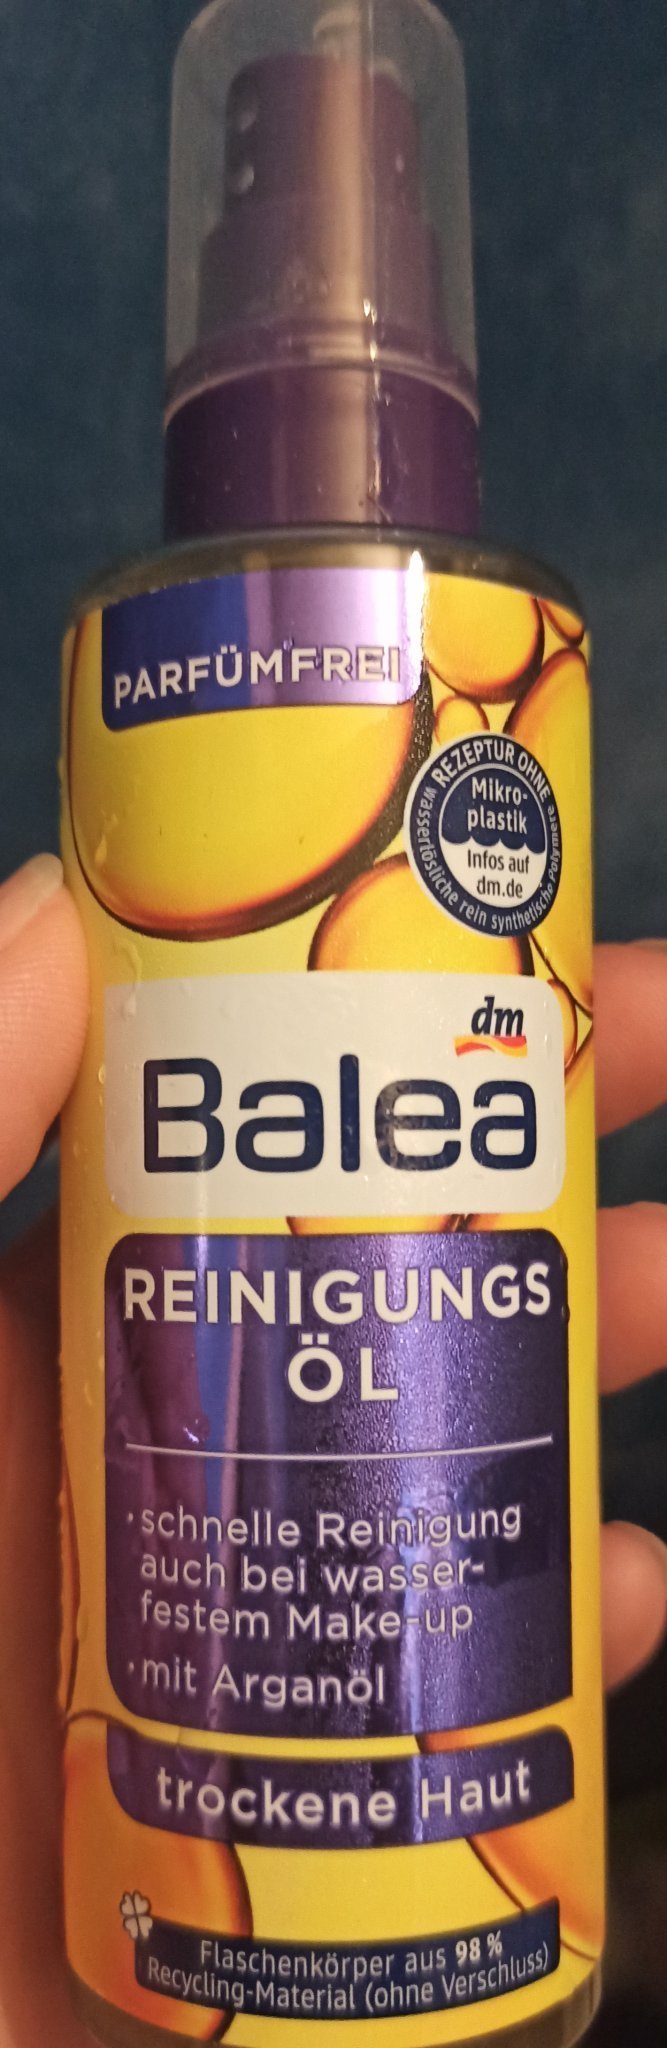 PARFÜMFREI
REZEPTUR OHNE
Mikro-
plastik
Infos auf
dm.de
wasserlösliche rein synthetische Polymere
dm
Balea
REINIGUNGS
ÖL
· schnelle Reinigung
auch bei wasser-
festem Make-up
· mit Arganöl
trockene Haut
Flaschenkörper aus 98 %
Recycling-Material (ohne Verschluss)